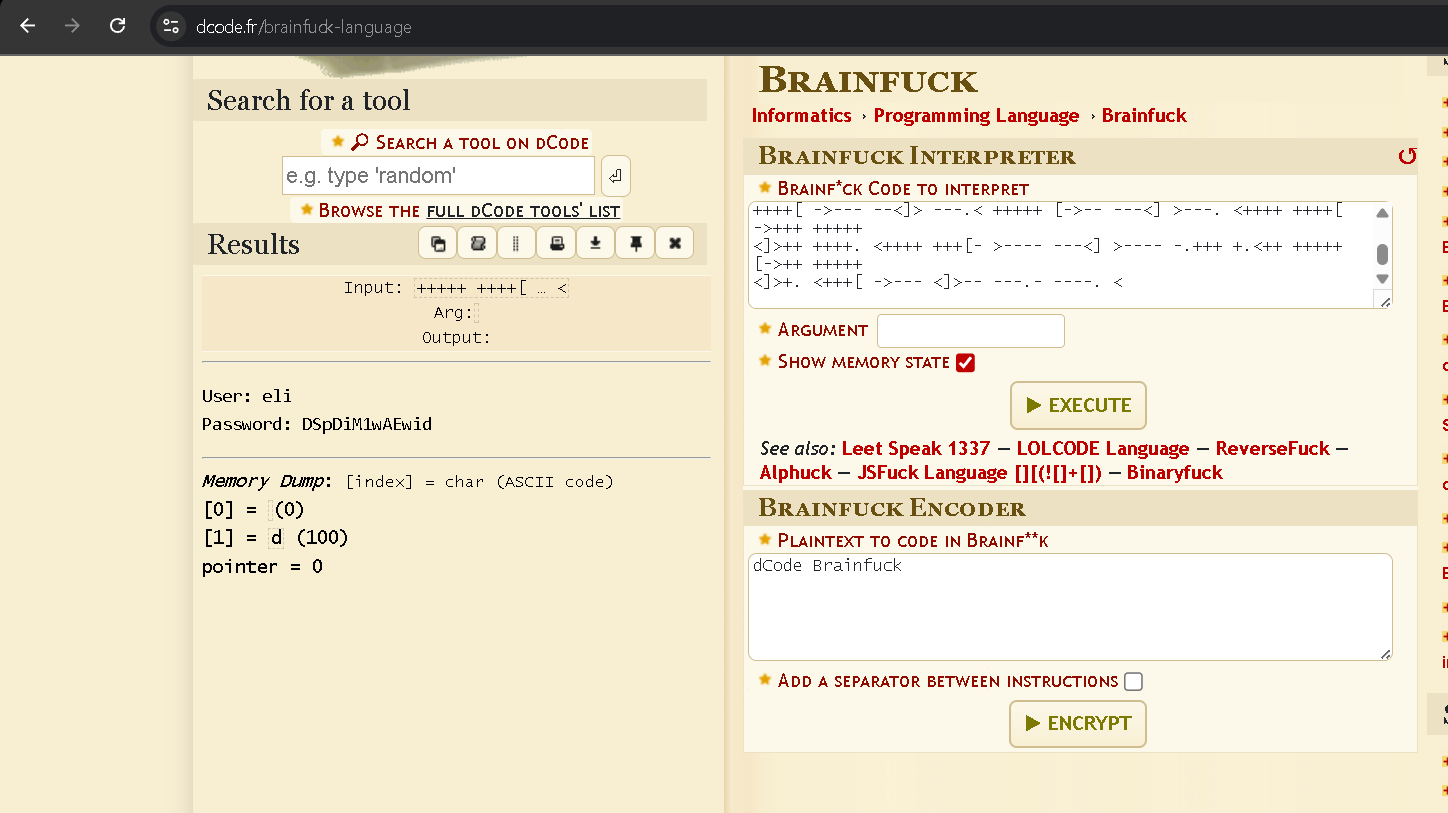 dcode.fr/brainfuck-language
Search for a tool
Search a tool on dCode
e.g. type 'random'
Browse the full dCode tools' list
Results
Input: +++++ ++++[ … <
Arg:
Output:
User: eli
Password: DSpDiM1wAEwid
Memory Dump: [index] = char (ASCII code)
[0] = (0)
[1] = d (100)
pointer = 0
Brainfuck
Informatics › Programming Language › Brainfuck
Brainfuck Interpreter
Brainf*ck Code to interpret
++++[ ->--- --<]> ---.< +++++ [->-- ---<] >---. <++++ ++++[
->+++ +++++
<]>++ ++++. <++++ +++[- >---- ---<] >---- -.+++ +.<++ +++++
[->++ +++++
<]>+. <+++[ ->--- <]>-- ---.- ----. <
Argument
Show memory state
▶ EXECUTE
See also: Leet Speak 1337 — LOLCODE Language — ReverseFuck —
Alphuck — JSFuck Language [][(![]+[]) — Binaryfuck
Brainfuck Encoder
Plaintext to code in Brainf**k
dCode Brainfuck
Add a separator between instructions
▶ ENCRYPT